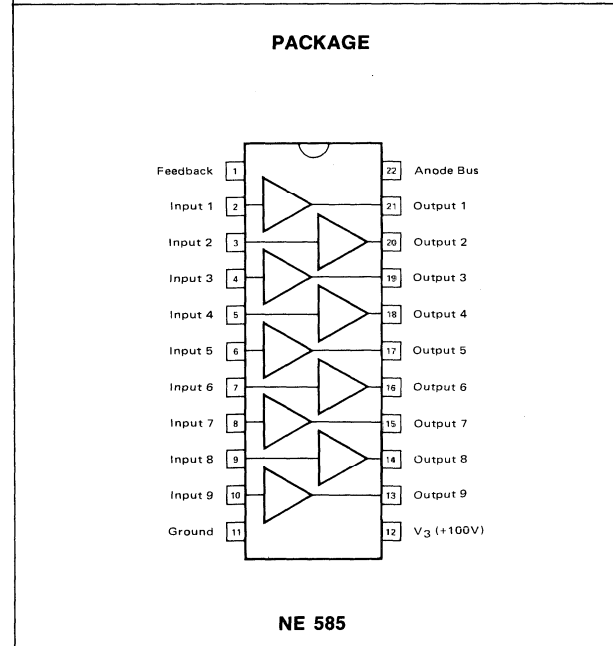 PACKAGE
Feedback 1 22 Anode Bus
Input 1 2 21 Output 1
Input 2 3 20 Output 2
Input 3 4 19 Output 3
Input 4 5 18 Output 4
Input 5 6 17 Output 5
Input 6 7 16 Output 6
Input 7 8 15 Output 7
Input 8 9 14 Output 8
Input 9 10 13 Output 9
Ground 11 12 V3 (+100V)
NE 585